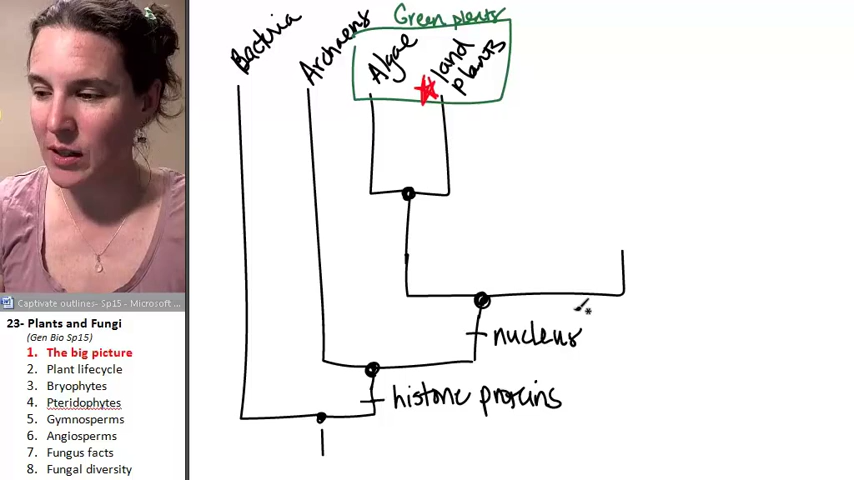 Green plants
Bacteria
Archaens
Algae
land
plants
nucleus
histone proteins
Captivate outlines- Sp15 - Microsoft ...
23- Plants and Fungi
(Gen Bio Sp15)
1. The big picture
2. Plant lifecycle
3. Bryophytes
4. Pteridophytes
5. Gymnosperms
6. Angiosperms
7. Fungus facts
8. Fungal diversity